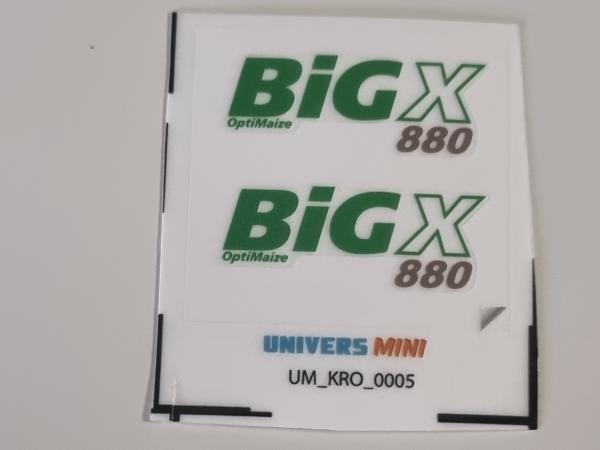 BiG X
OptiMaize
880
BiG X
OptiMaize
880
UNIVERS MINI
UM_KRO_0005